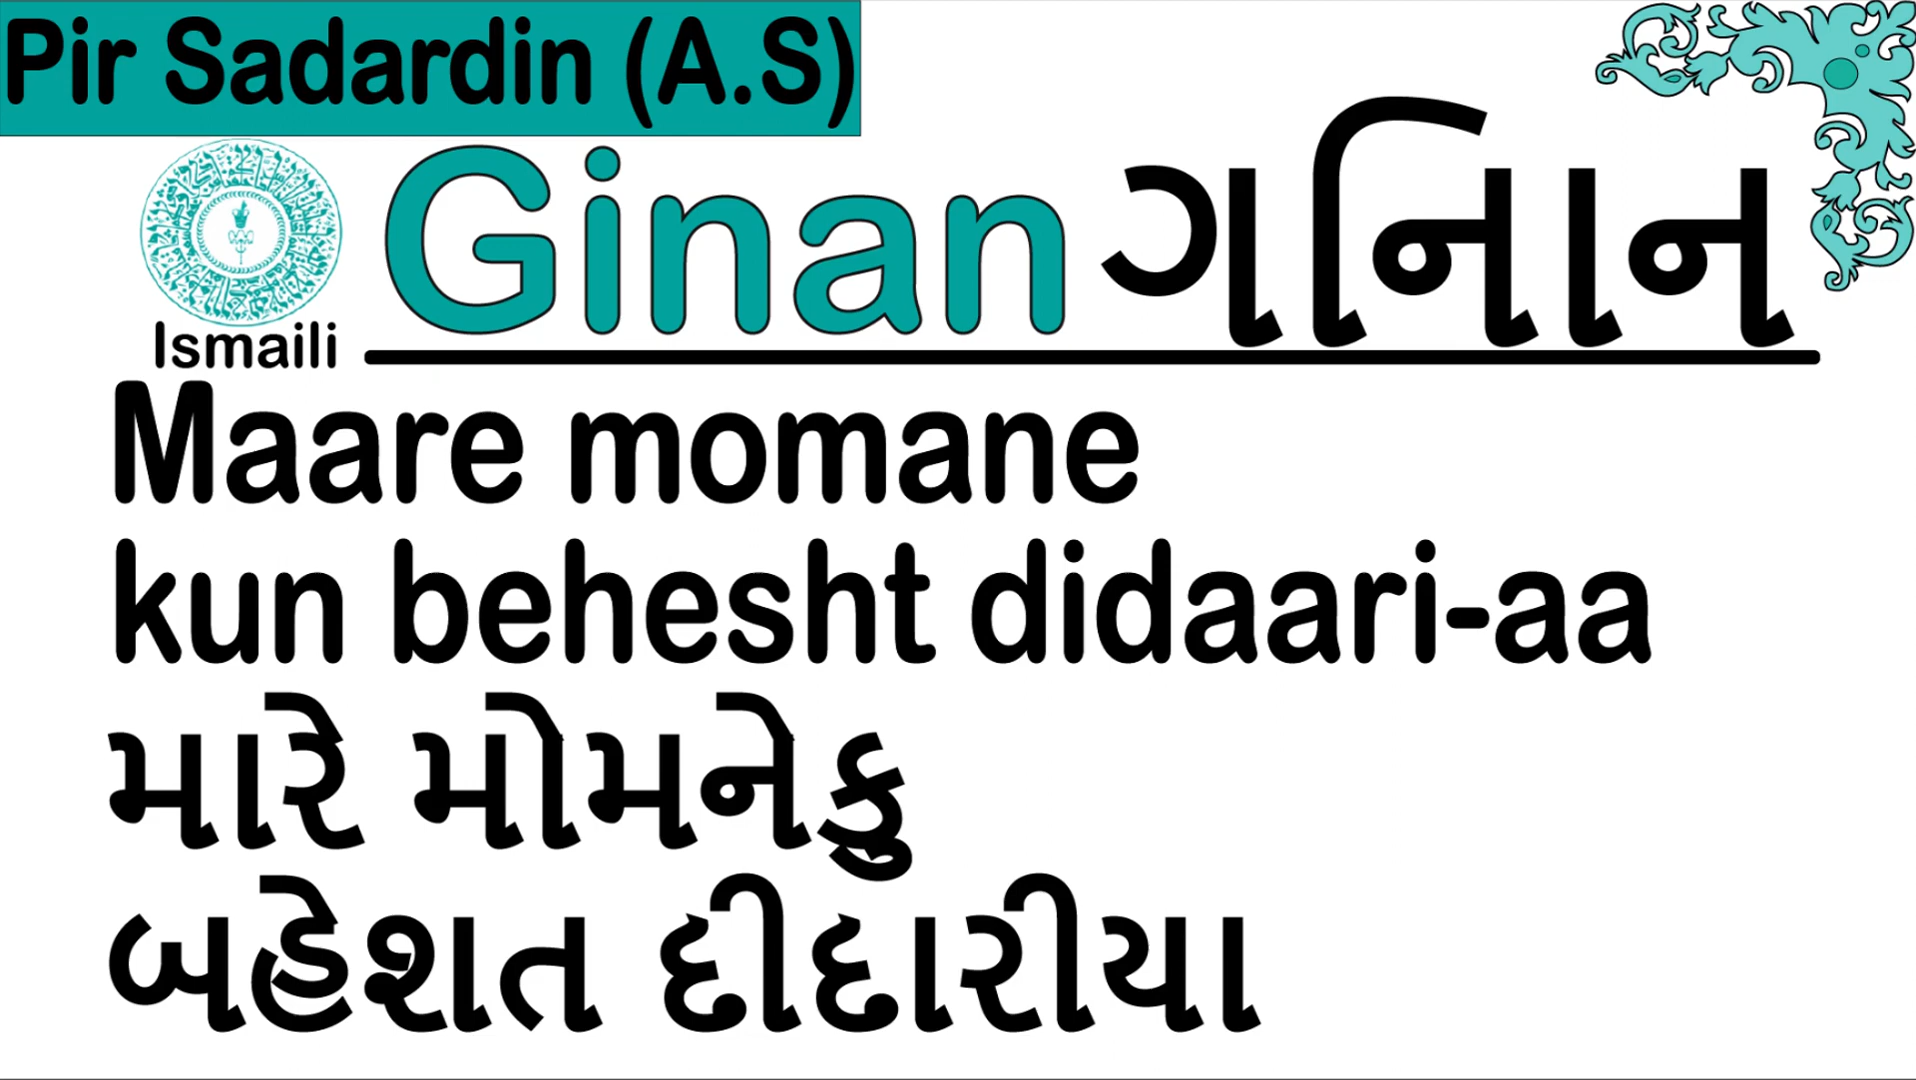 Pir Sadardin (A.S)
Ginan ગનિાન
Ismaili
Maare momane
kun behesht didaari-aa
મારે મોમનેકુ
બહેશત દીદારીયા